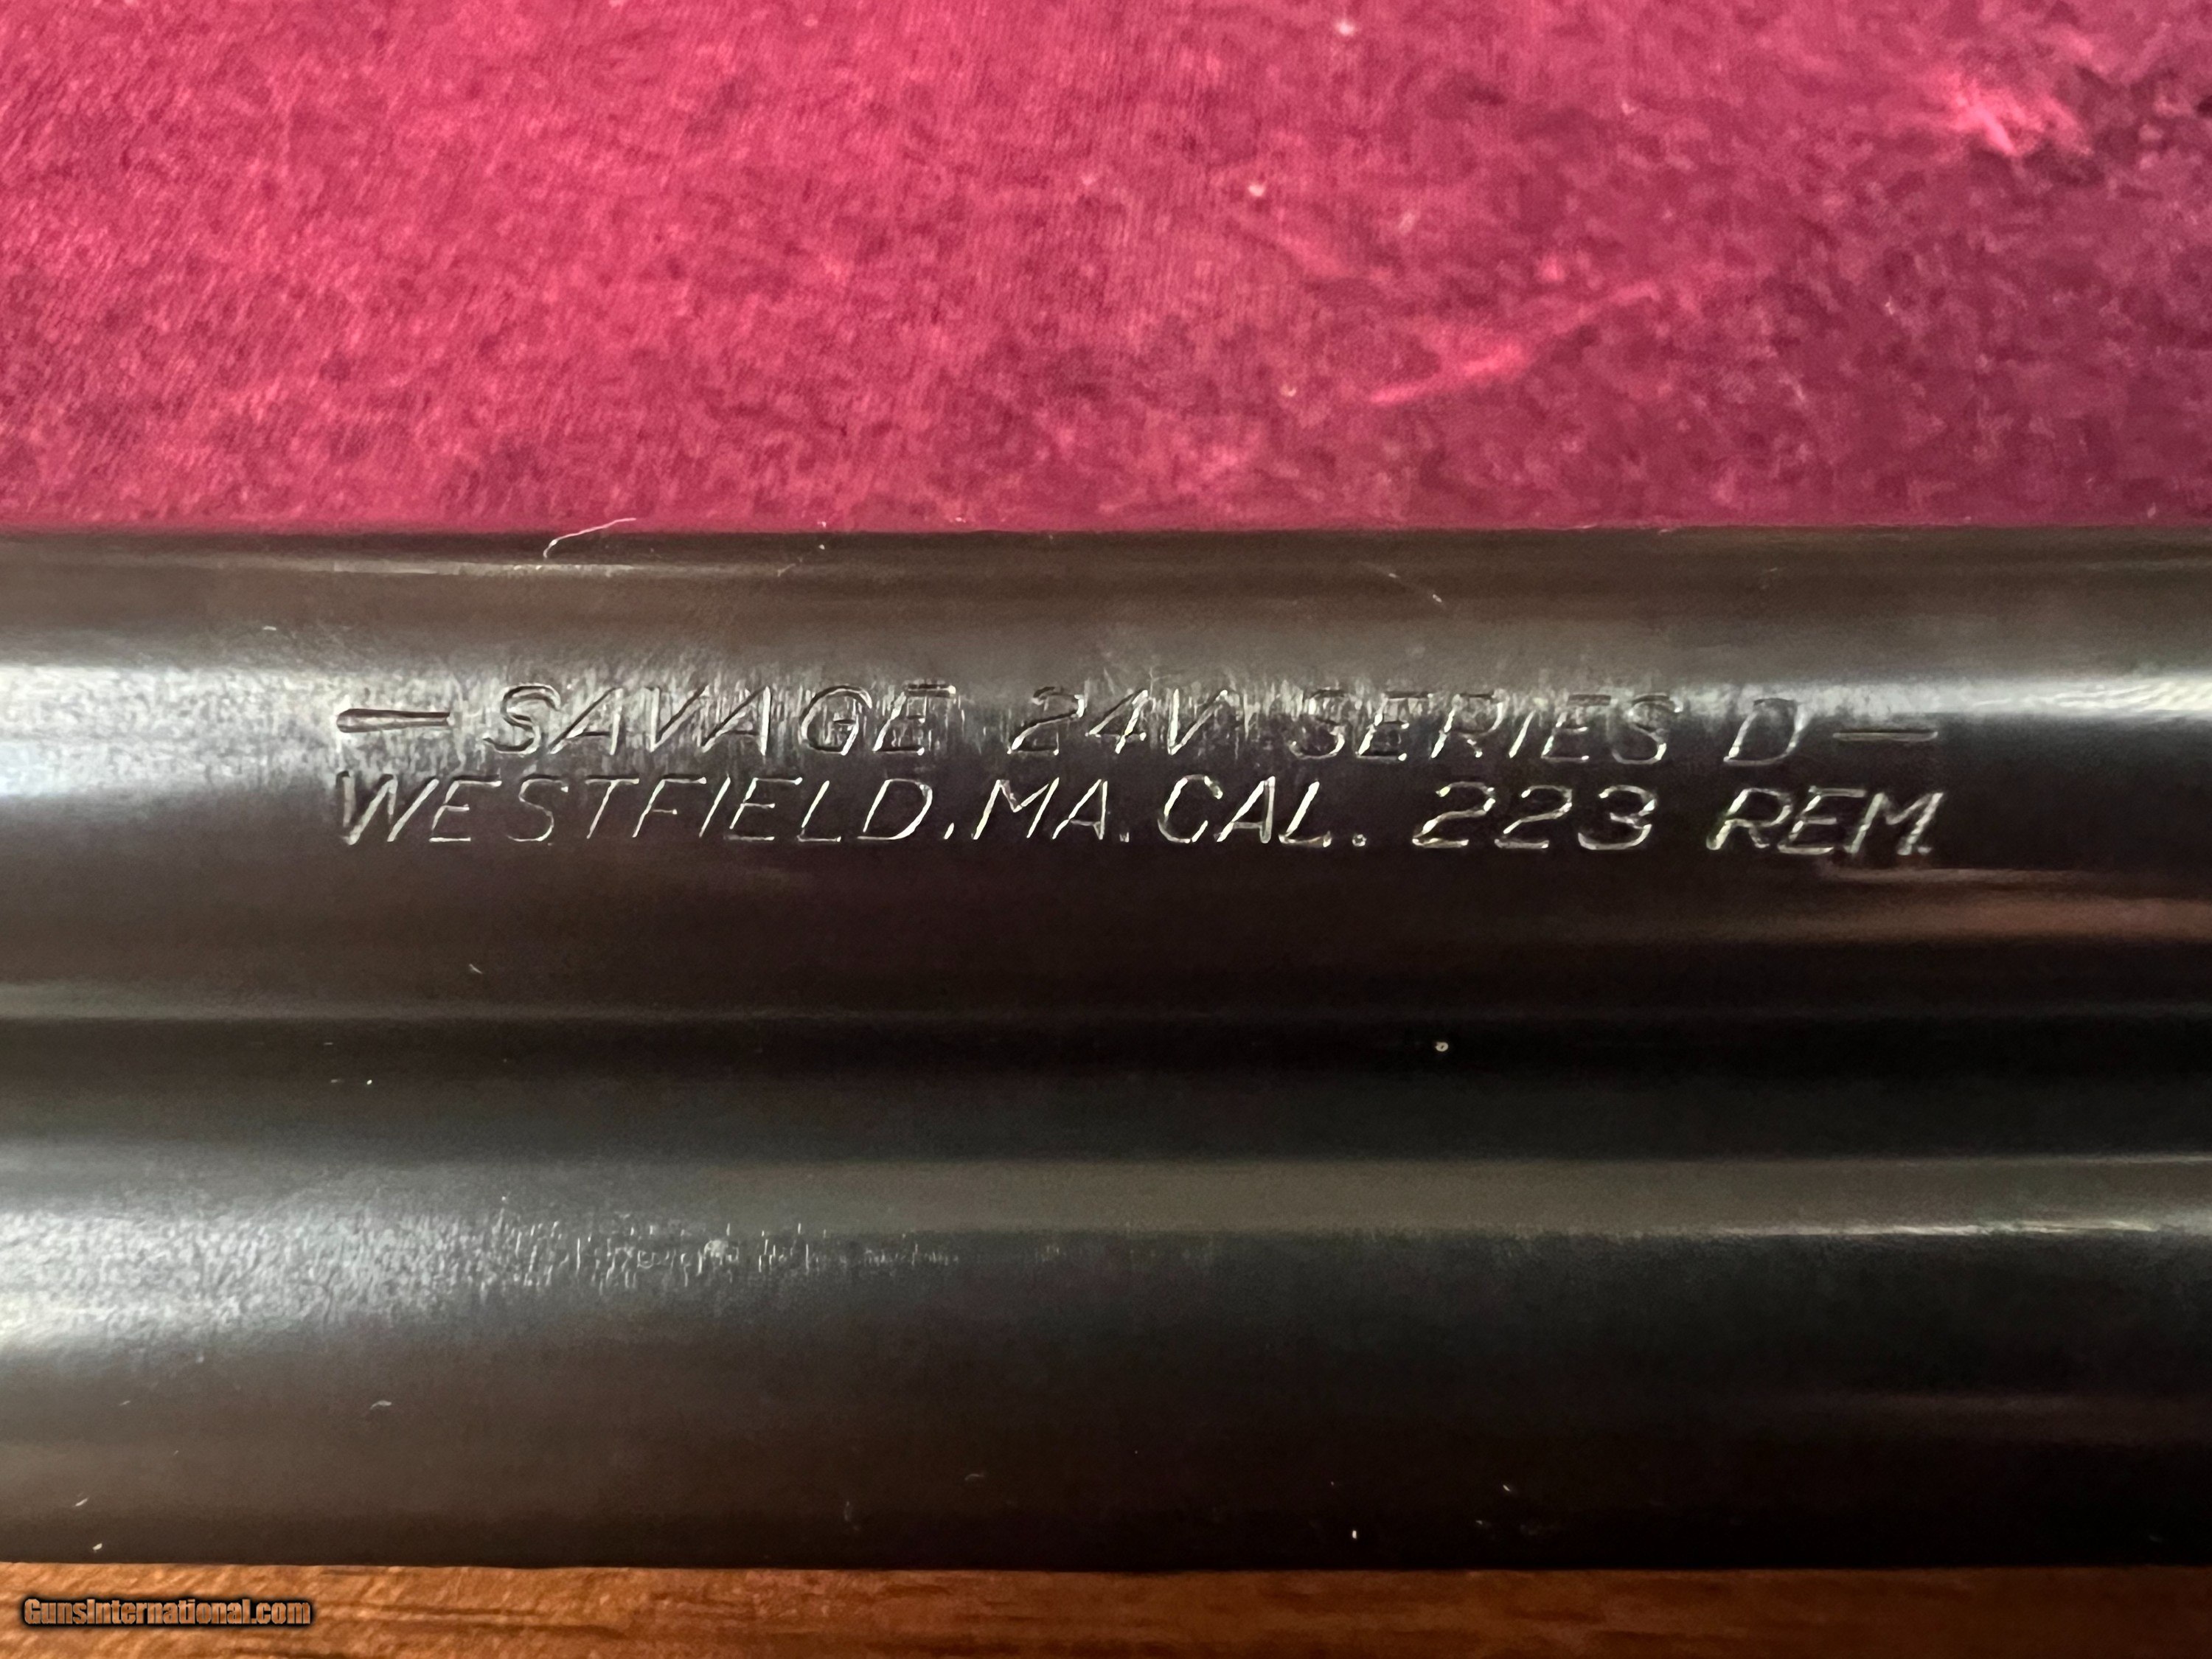 — SAVAGE 24V SERIES D —
WESTFIELD, MA. CAL. 223 REM.
GunsInternational.com